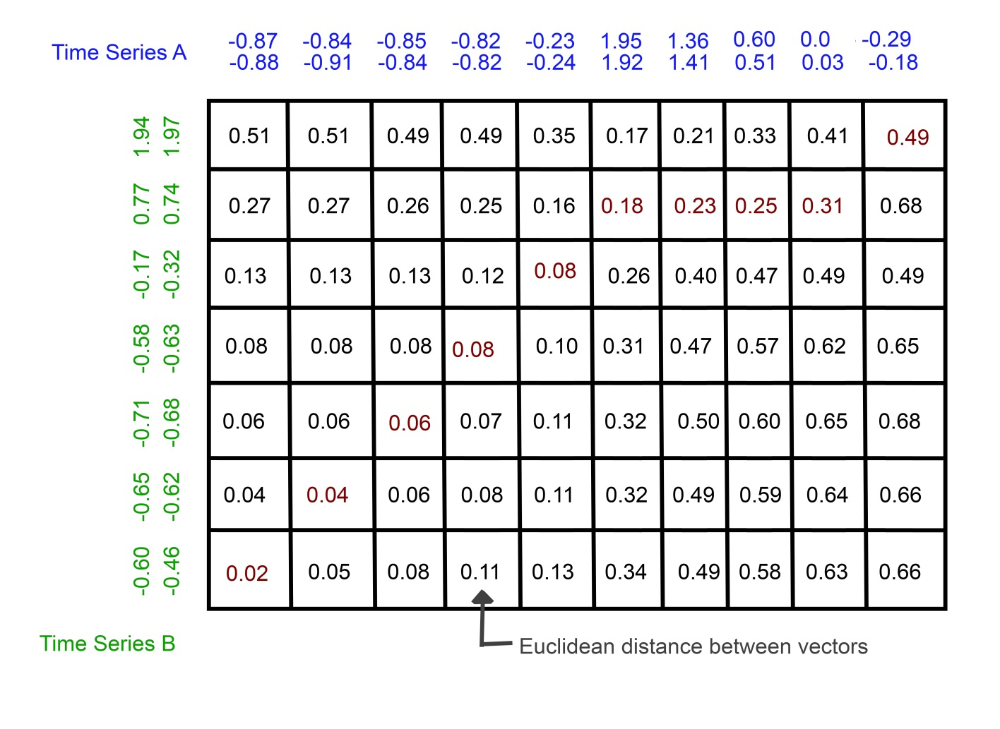 -0.87 -0.84 -0.85 -0.82 -0.23 1.95 1.36 0.60 0.0 -0.29
Time Series A
-0.88 -0.91 -0.84 -0.82 -0.24 1.92 1.41 0.51 0.03 -0.18
1.94 1.97 0.51 0.51 0.49 0.49 0.35 0.17 0.21 0.33 0.41 0.49
0.77 0.74 0.27 0.27 0.26 0.25 0.16 0.18 0.23 0.25 0.31 0.68
-0.17 -0.32 0.13 0.13 0.13 0.12 0.08 0.26 0.40 0.47 0.49 0.49
-0.58 -0.63 0.08 0.08 0.08 0.08 0.10 0.31 0.47 0.57 0.62 0.65
-0.71 -0.68 0.06 0.06 0.06 0.07 0.11 0.32 0.50 0.60 0.65 0.68
-0.65 -0.62 0.04 0.04 0.06 0.08 0.11 0.32 0.49 0.59 0.64 0.66
-0.60 -0.46 0.02 0.05 0.08 0.11 0.13 0.34 0.49 0.58 0.63 0.66
Time Series B
Euclidean distance between vectors